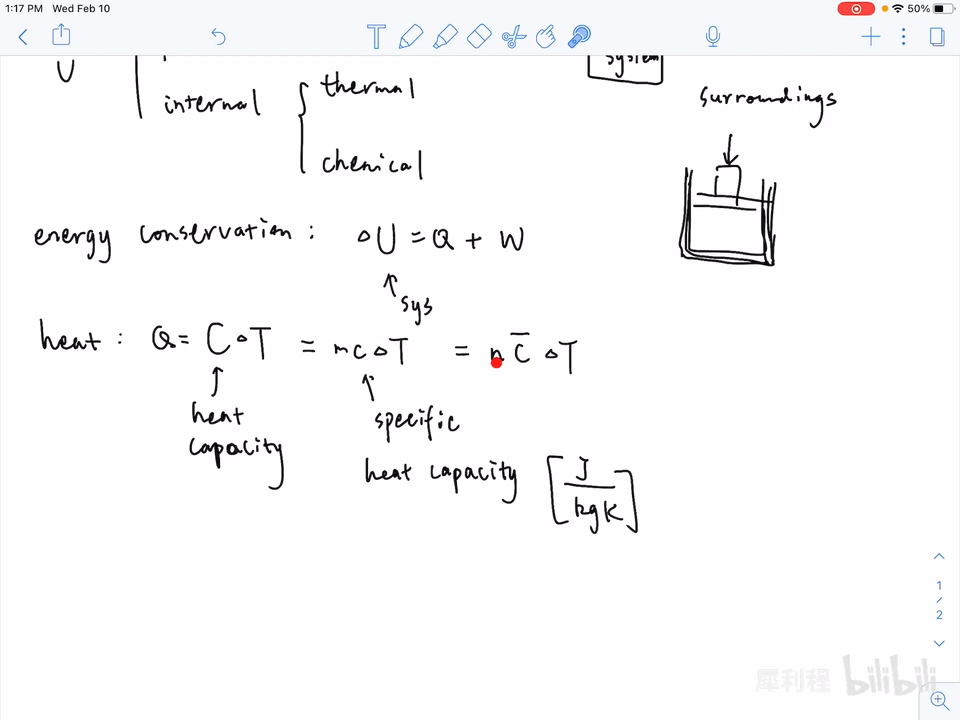 1:17 PM Wed Feb 10
50%
U
internal
thermal
chemical
system
surroundings
energy conservation : ΔU = Q + W
sys
heat : Q = CΔT = mcΔT = nc̄ΔT
heat
capacity
specific
heat capacity [J/kgK]
1
/
2
犀利程 bilibili